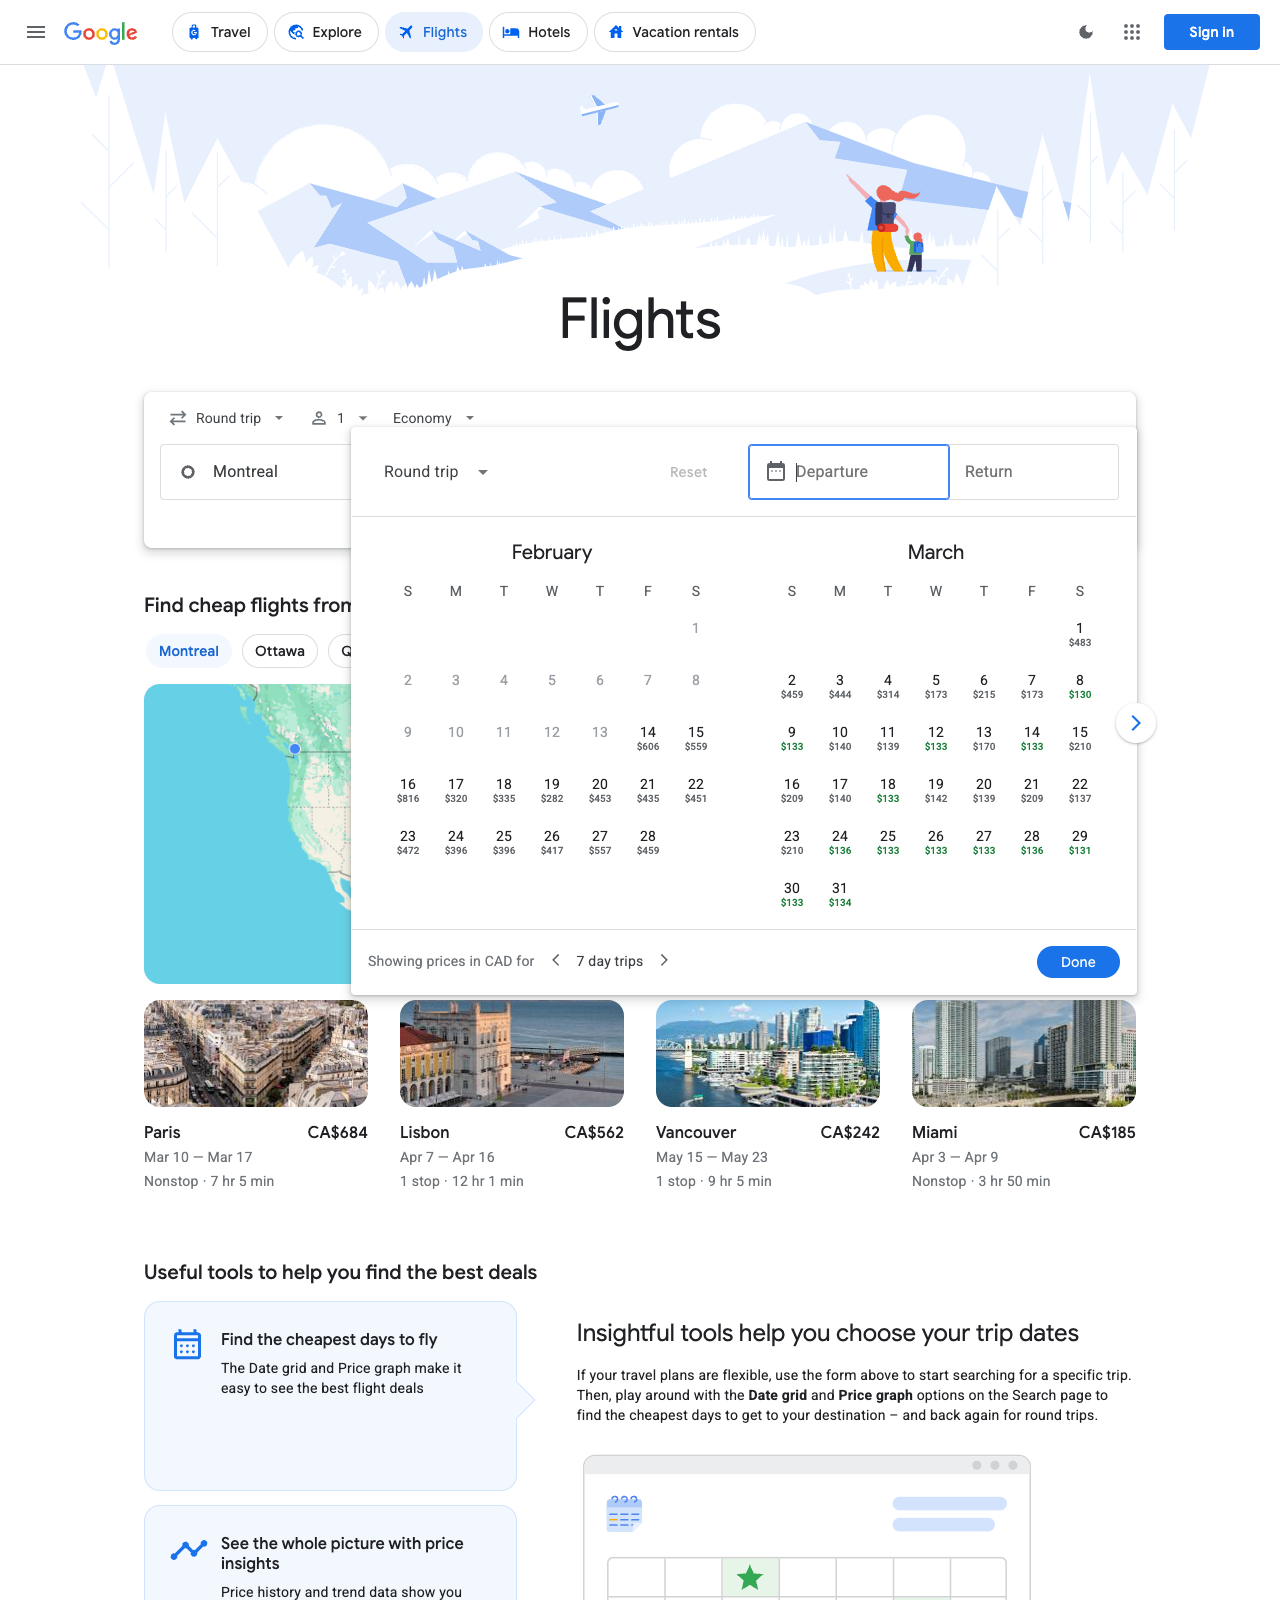 Google
Travel
Explore
Flights
Hotels
Vacation rentals
Sign in
Flights
Round trip
1
Economy
Montreal
Round trip
Reset
Departure
Return
February
March
S M T W T F S
S M T W T F S
1
1
$483
2 3 4 5 6 7 8
2 3 4 5 6 7 8
$459 $444 $314 $173 $215 $173 $130
9 10 11 12 13 14 15
$606 $559
9 10 11 12 13 14 15
$133 $140 $139 $133 $170 $133 $210
16 17 18 19 20 21 22
$816 $320 $335 $282 $453 $435 $451
16 17 18 19 20 21 22
$209 $140 $133 $142 $139 $209 $137
23 24 25 26 27 28
$472 $396 $396 $417 $557 $459
23 24 25 26 27 28 29
$210 $136 $133 $133 $133 $136 $131
30 31
$133 $134
Showing prices in CAD for
7 day trips
Done
Find cheap flights from
Montreal
Ottawa
Q
Paris CA$684
Mar 10 — Mar 17
Nonstop · 7 hr 5 min
Lisbon CA$562
Apr 7 — Apr 16
1 stop · 12 hr 1 min
Vancouver CA$242
May 15 — May 23
1 stop · 9 hr 5 min
Miami CA$185
Apr 3 — Apr 9
Nonstop · 3 hr 50 min
Useful tools to help you find the best deals
Find the cheapest days to fly
The Date grid and Price graph make it
easy to see the best flight deals
See the whole picture with price
insights
Price history and trend data show you
Insightful tools help you choose your trip dates
If your travel plans are flexible, use the form above to start searching for a specific trip.
Then, play around with the Date grid and Price graph options on the Search page to
find the cheapest days to get to your destination – and back again for round trips.